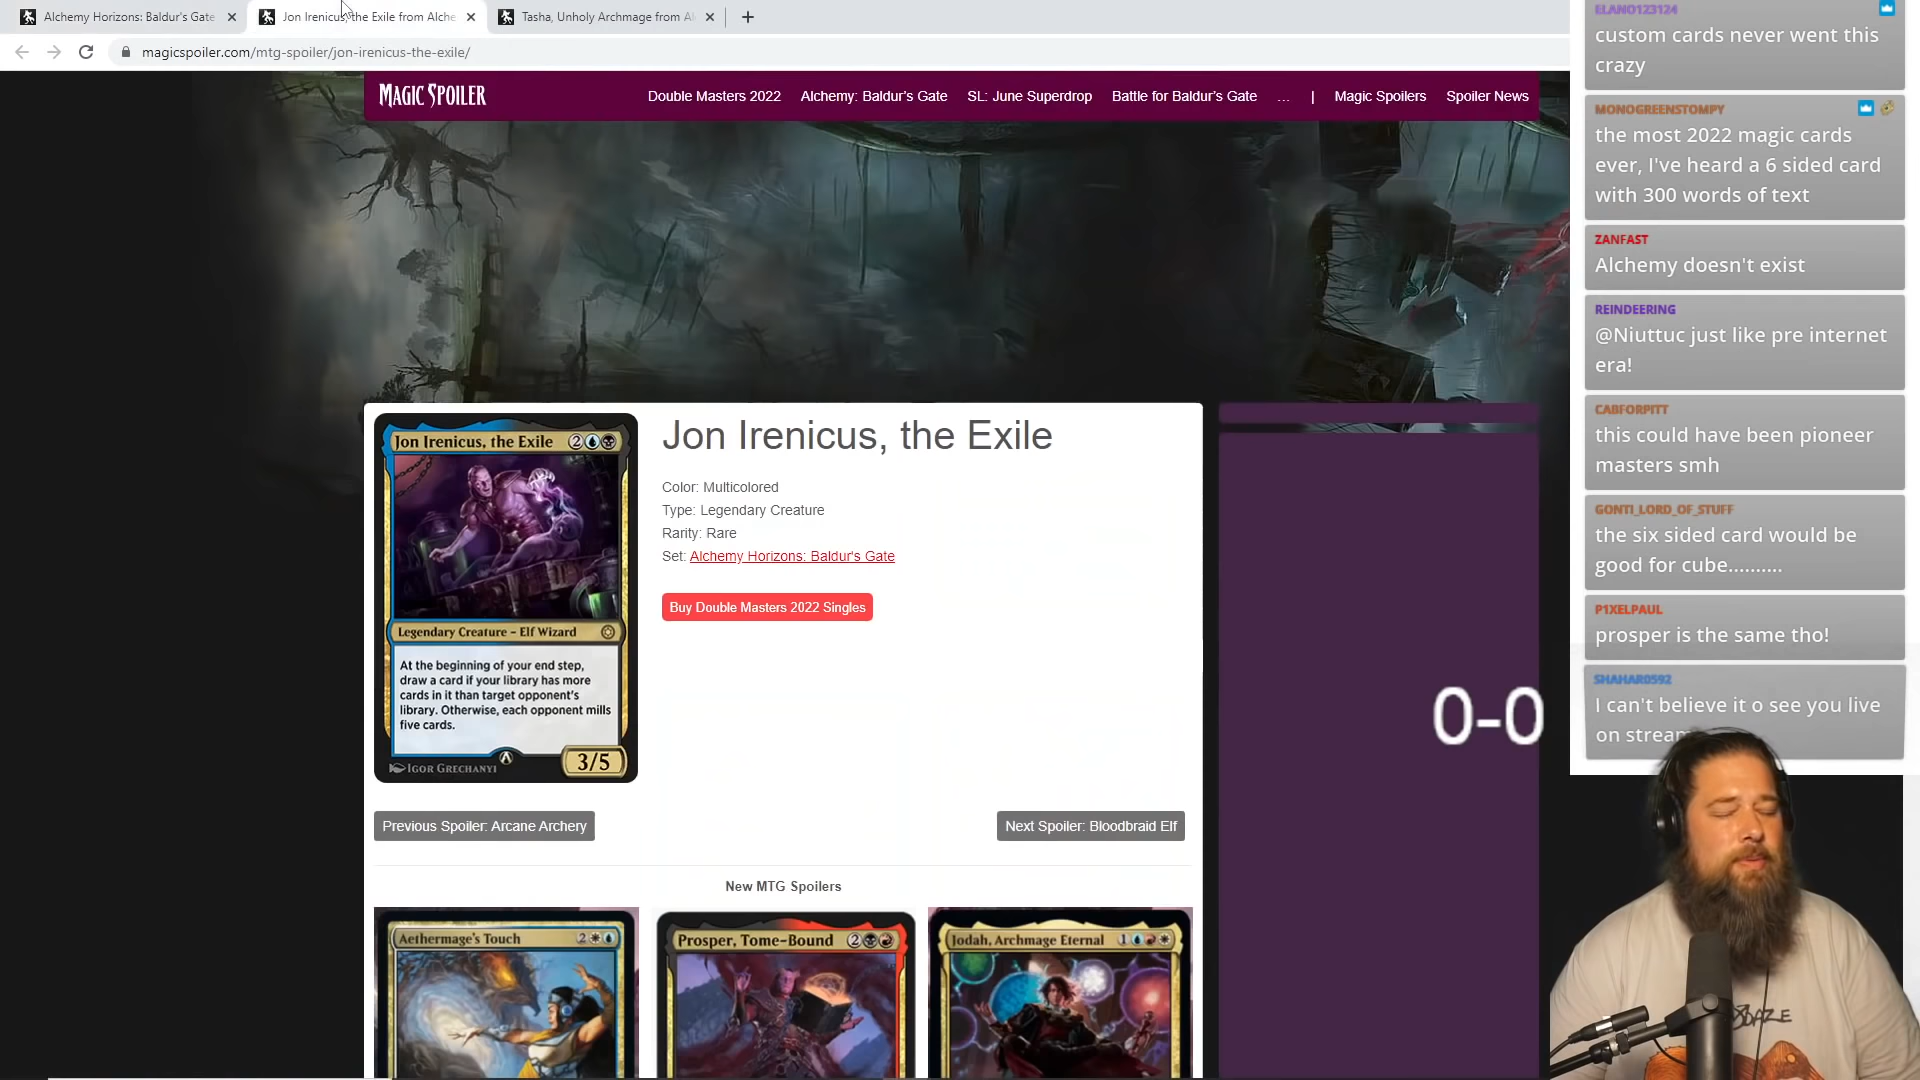 Alchemy Horizons: Baldur's Gate
Jon Irenicus, the Exile from Alche
Tasha, Unholy Archmage from Al
magicspoiler.com/mtg-spoiler/jon-irenicus-the-exile/
MAGIC SPOILER
Double Masters 2022
Alchemy: Baldur's Gate
SL: June Superdrop
Battle for Baldur's Gate
...
|
Magic Spoilers
Spoiler News
Jon Irenicus, the Exile 2
Legendary Creature – Elf Wizard
At the beginning of your end step,
draw a card if your library has more
cards in it than target opponent's
library. Otherwise, each opponent mills
five cards.
IGOR GRECHANYI
3/5
Jon Irenicus, the Exile
Color: Multicolored
Type: Legendary Creature
Rarity: Rare
Set: Alchemy Horizons: Baldur's Gate
Buy Double Masters 2022 Singles
Previous Spoiler: Arcane Archery
Next Spoiler: Bloodbraid Elf
New MTG Spoilers
Aethermage's Touch 2
Prosper, Tome-Bound 2
Jodah, Archmage Eternal 1
0-0
ELANO123124
custom cards never went this
crazy
MONOGREENSTOMPY
the most 2022 magic cards
ever, I've heard a 6 sided card
with 300 words of text
ZANFAST
Alchemy doesn't exist
REINDEERING
@Niuttuc just like pre internet
era!
CABFORPITT
this could have been pioneer
masters smh
GONTI_LORD_OF_STUFF
the six sided card would be
good for cube..........
P1XELPAUL
prosper is the same tho!
SHAHAR0592
I can't believe it o see you live
on stream